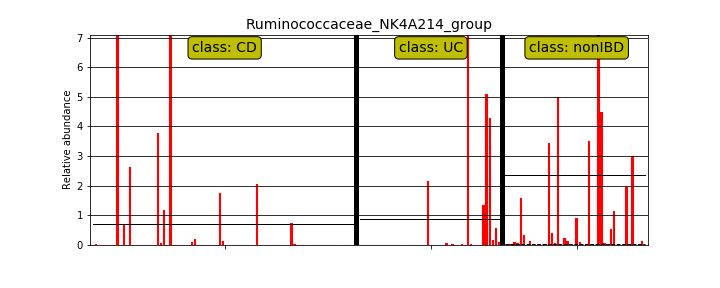 Ruminococcaceae_NK4A214_group
class: CD
class: UC
class: nonIBD
Relative abundance
7
6
5
4
3
2
1
0